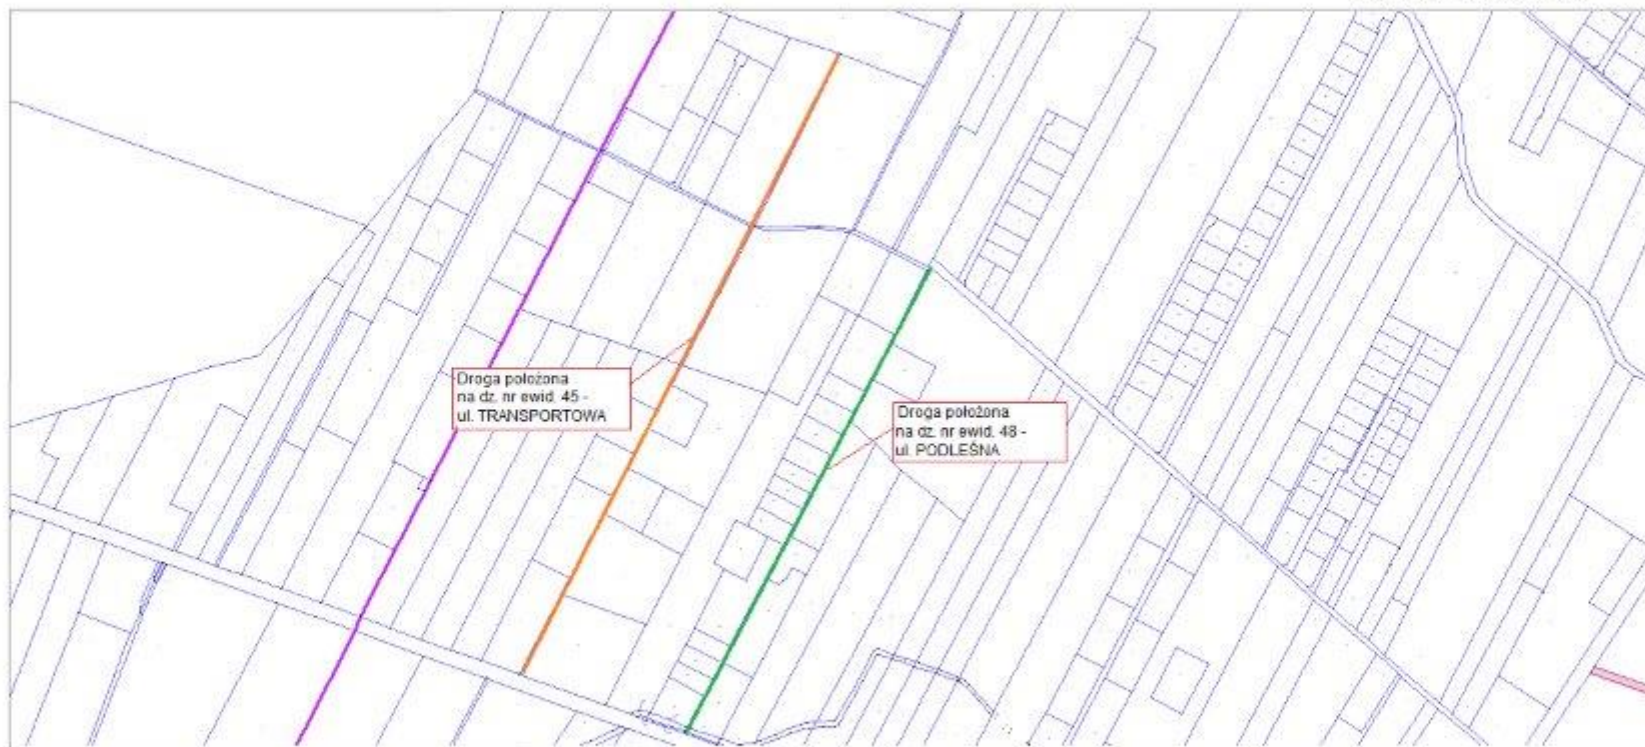 Droga położona
na dz. nr ewid. 45 -
ul. TRANSPORTOWA
Droga położona
na dz. nr ewid. 48 -
ul. PODLEŚNA